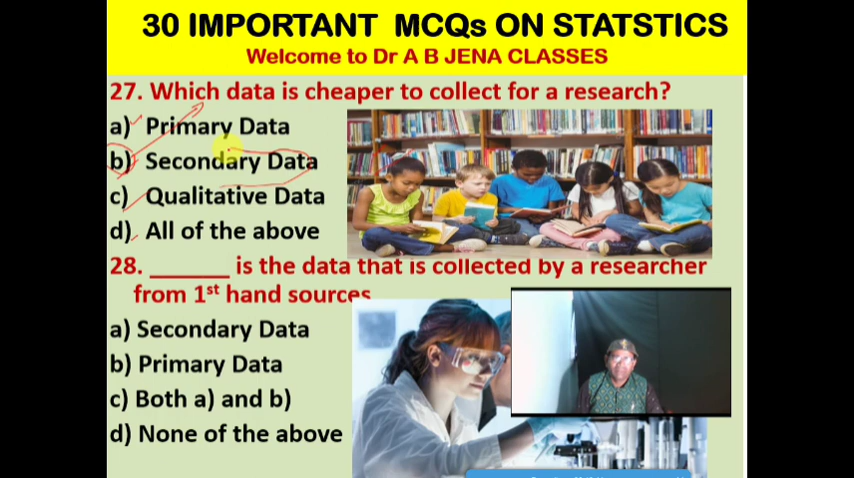 30 IMPORTANT MCQs ON STATSTICS
Welcome to Dr A B JENA CLASSES
27. Which data is cheaper to collect for a research?
a) Primary Data
b) Secondary Data
c) Qualitative Data
d) All of the above
28. ______ is the data that is collected by a researcher
from 1st hand sources
a) Secondary Data
b) Primary Data
c) Both a) and b)
d) None of the above